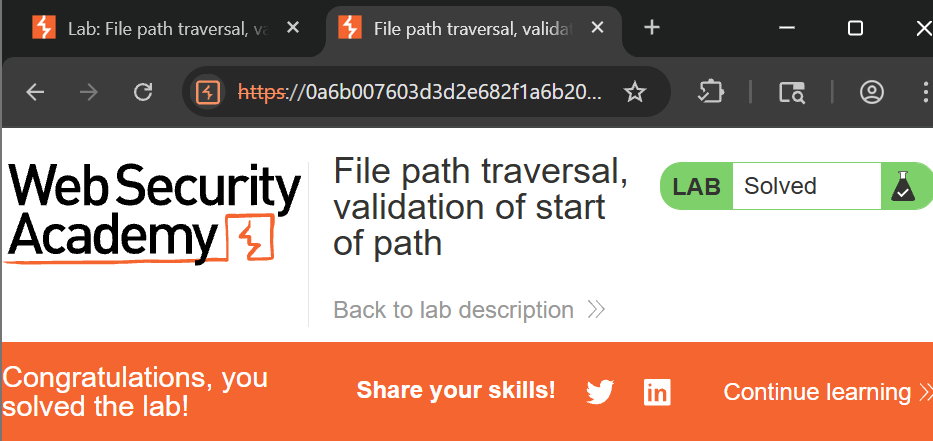 Lab: File path traversal, va
File path traversal, valida
https://0a6b007603d3d2e682f1a6b20...
Web Security
Academy
File path traversal,
validation of start
of path
LAB Solved
Back to lab description
Congratulations, you
solved the lab!
Share your skills!
Continue learning